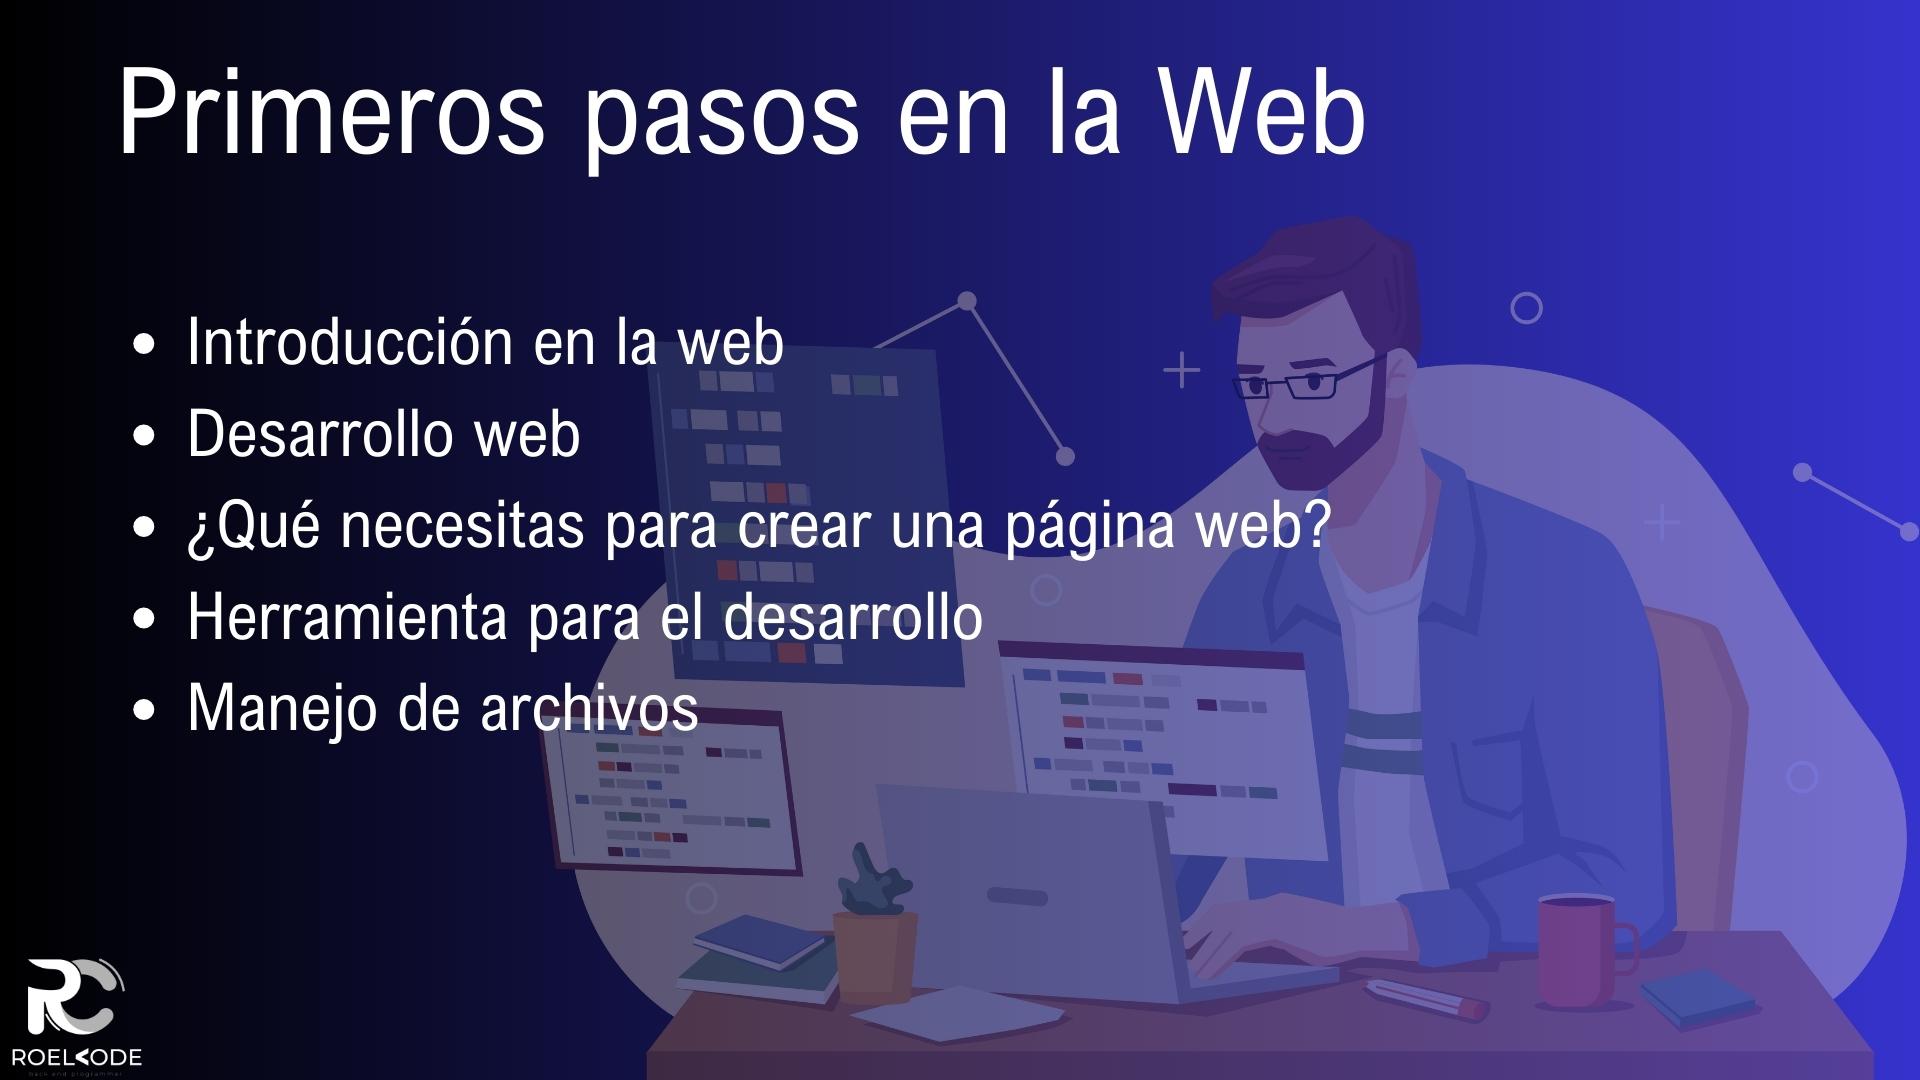 Primeros pasos en la Web
• Introducción en la web
• Desarrollo web
• ¿Qué necesitas para crear una página web?
• Herramienta para el desarrollo
• Manejo de archivos
RC
ROELKODE
back end programmer